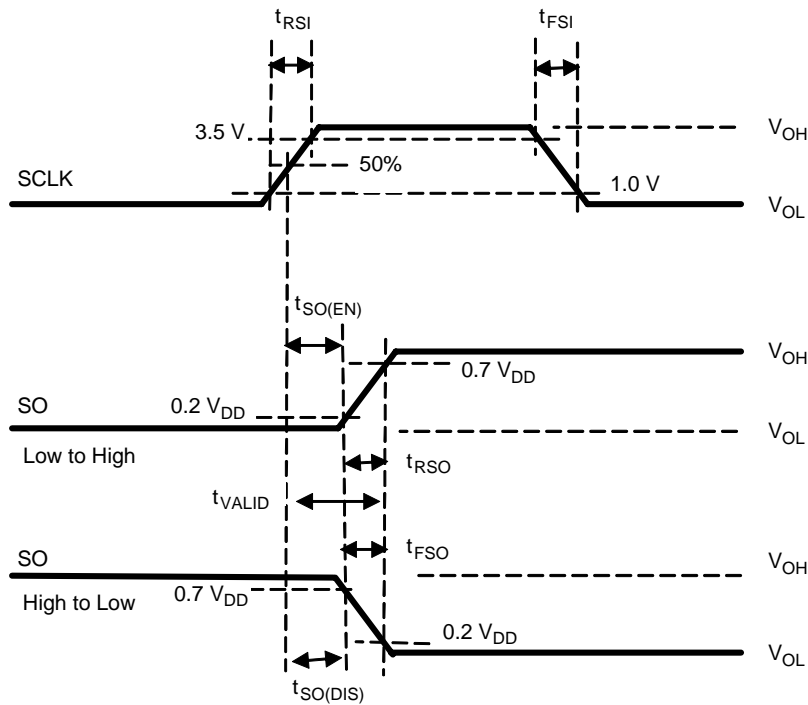 tRSI
tFSI
3.5 V
VOH
50%
SCLK
1.0 V
VOL
tSO(EN)
VOH
0.7 VDD
SO
0.2 VDD
VOL
Low to High
tRSO
tVALID
SO
tFSO
VOH
High to Low
0.7 VDD
0.2 VDD
VOL
tSO(DIS)